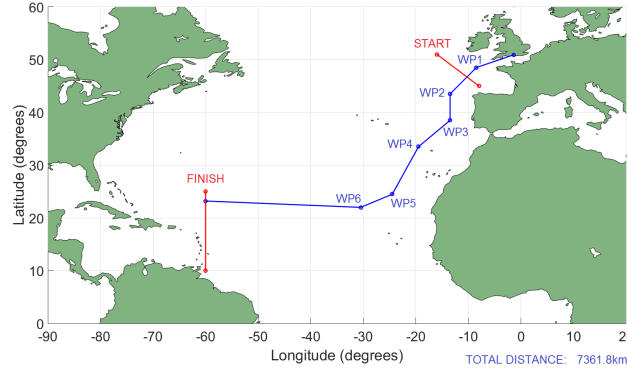 60
50
40
30
20
10
0
Latitude (degrees)
START
WP1
WP2
WP3
WP4
FINISH
WP6
WP5
-90 -80 -70 -60 -50 -40 -30 -20 -10 0 10 20
Longitude (degrees)
TOTAL DISTANCE: 7361.8km